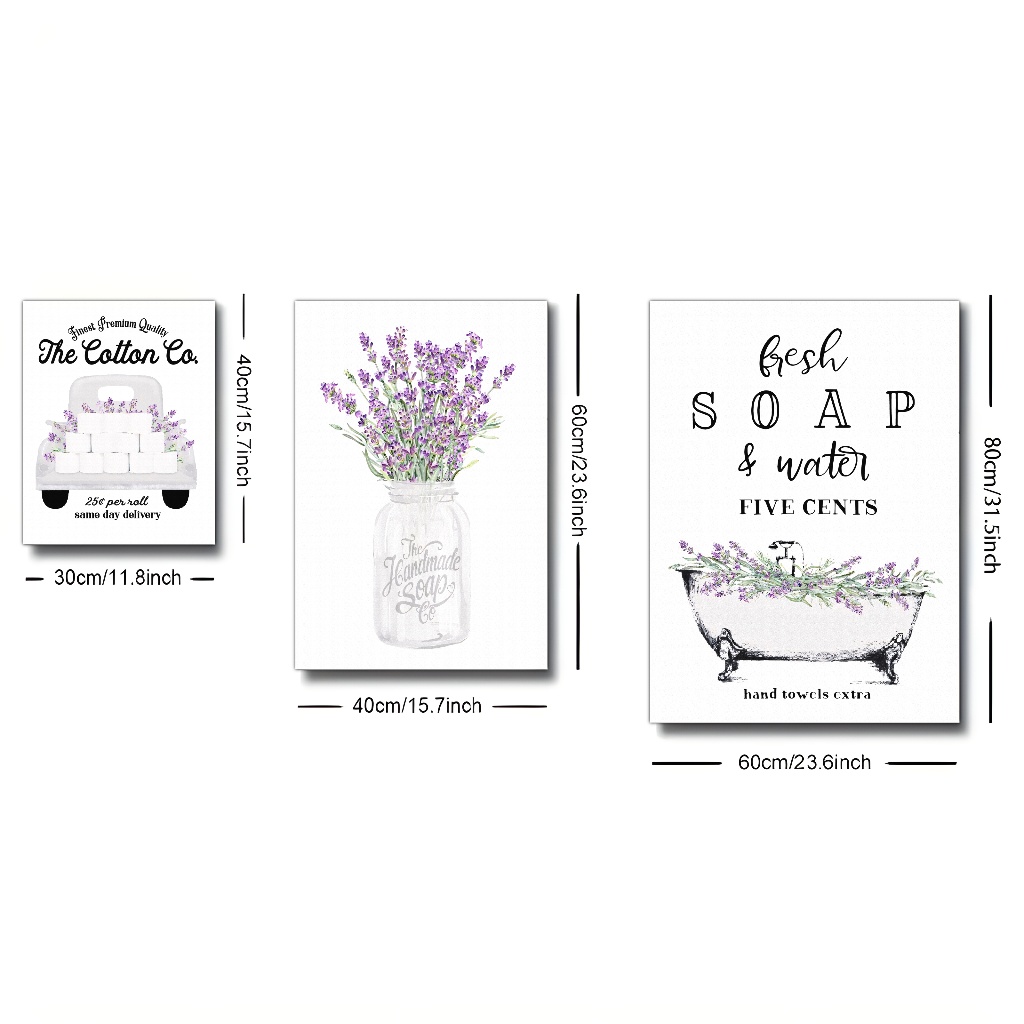 Finest Premium Quality
The Cotton Co.
25¢ per roll
same day delivery
40cm/15.7inch
30cm/11.8inch
The
Handmade
Soap
Co
60cm/23.6inch
40cm/15.7inch
fresh
SOAP
& water
FIVE CENTS
hand towels extra
80cm/31.5inch
60cm/23.6inch